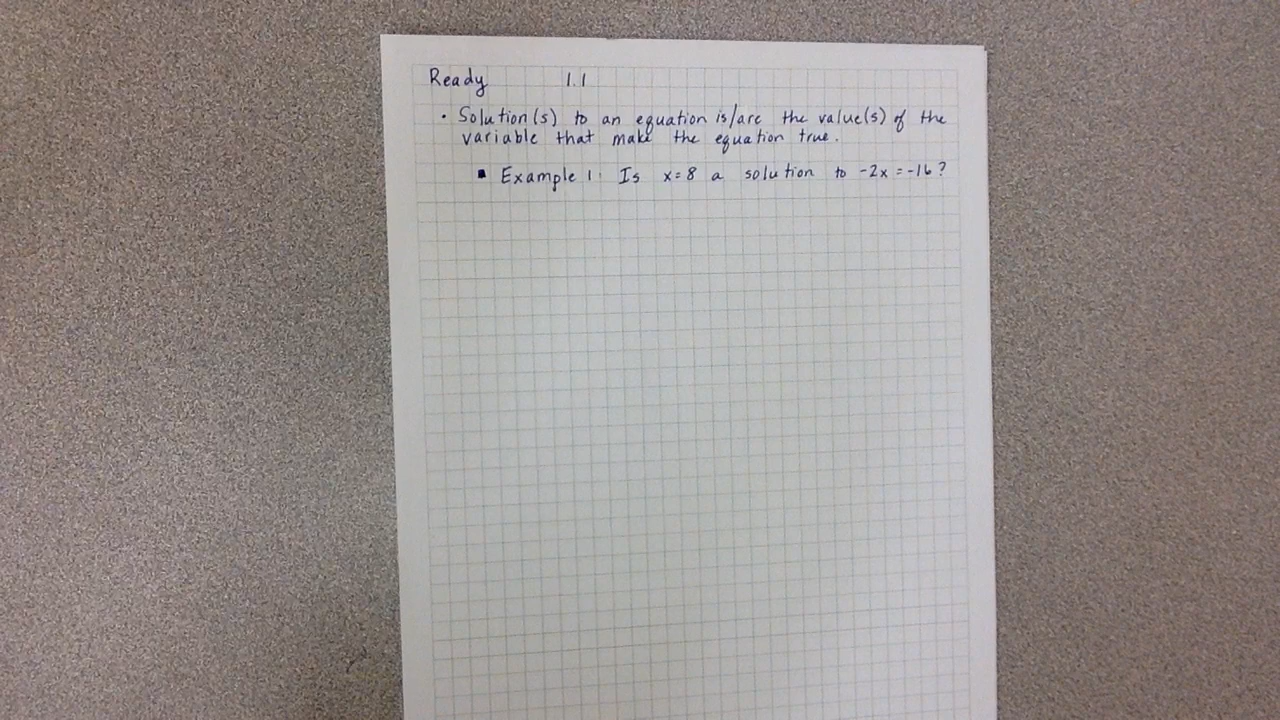 Ready 1.1
• Solution(s) to an equation is/are the value(s) of the
variable that make the equation true.
▪ Example 1: Is x=8 a solution to -2x=-16?